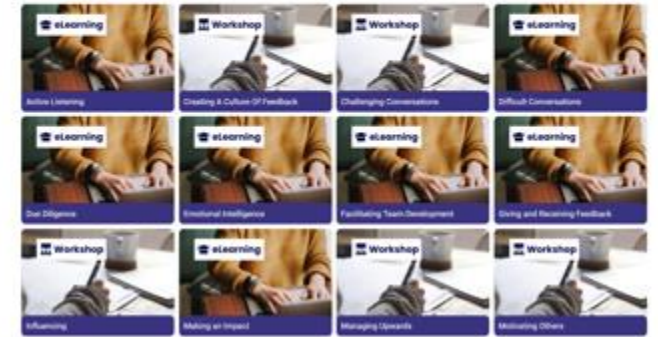 eLearning
Active Listening
Workshop
Creating A Culture Of Feedback
Workshop
Challenging Conversations
eLearning
Difficult Conversations
eLearning
Due Diligence
eLearning
Emotional Intelligence
eLearning
Facilitating Team Development
eLearning
Giving and Receiving Feedback
Workshop
Influencing
eLearning
Making an Impact
Workshop
Managing Upwards
Workshop
Motivating Others